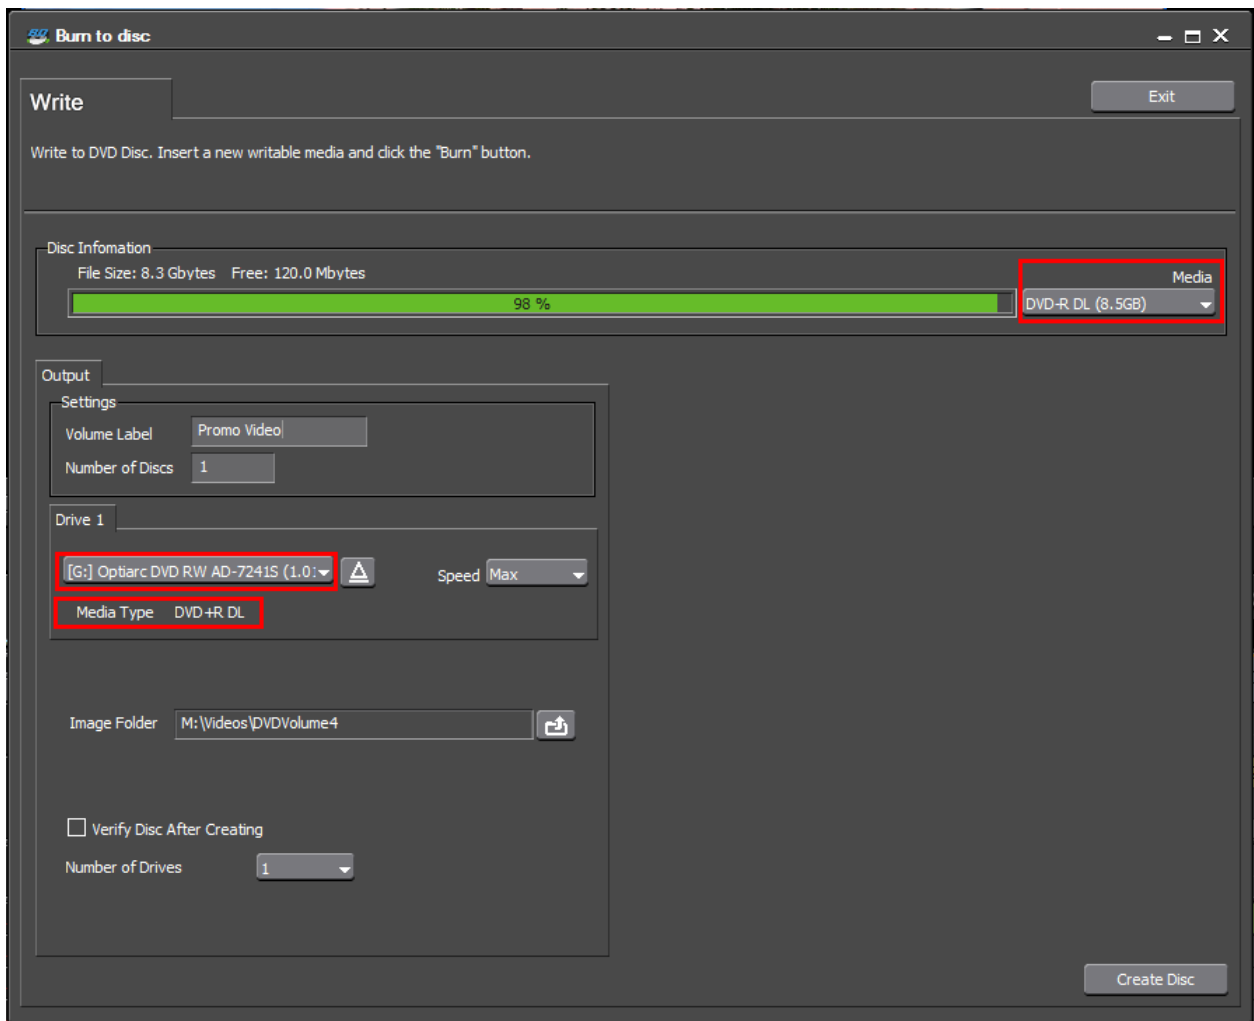 Burn to disc
Write
Exit
Write to DVD Disc. Insert a new writable media and click the "Burn" button.
Disc Infomation
File Size: 8.3 Gbytes Free: 120.0 Mbytes
Media
98 %
DVD-R DL (8.5GB)
Output
Settings
Volume Label Promo Video
Number of Discs 1
Drive 1
[G:] Optiarc DVD RW AD-7241S (1.01
Speed Max
Media Type DVD+R DL
Image Folder M:\Videos\DVDVolume4
Verify Disc After Creating
Number of Drives 1
Create Disc